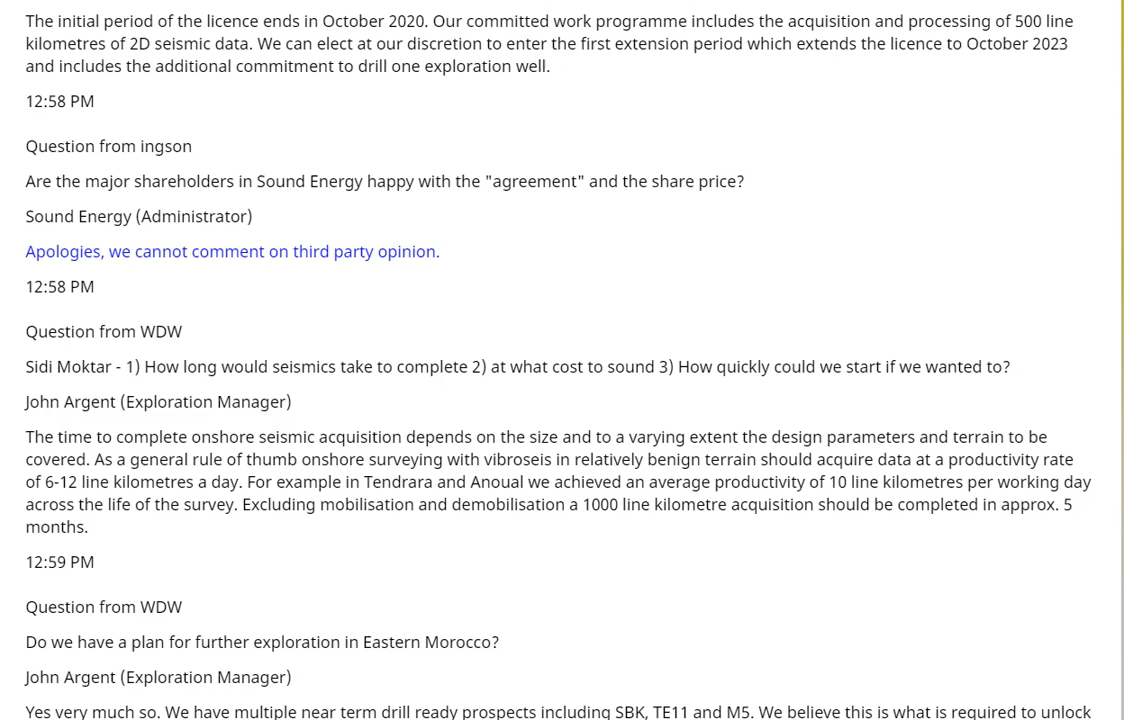 The initial period of the licence ends in October 2020. Our committed work programme includes the acquisition and processing of 500 line
kilometres of 2D seismic data. We can elect at our discretion to enter the first extension period which extends the licence to October 2023
and includes the additional commitment to drill one exploration well.
12:58 PM
Question from ingson
Are the major shareholders in Sound Energy happy with the "agreement" and the share price?
Sound Energy (Administrator)
Apologies, we cannot comment on third party opinion.
12:58 PM
Question from WDW
Sidi Moktar - 1) How long would seismics take to complete 2) at what cost to sound 3) How quickly could we start if we wanted to?
John Argent (Exploration Manager)
The time to complete onshore seismic acquisition depends on the size and to a varying extent the design parameters and terrain to be
covered. As a general rule of thumb onshore surveying with vibroseis in relatively benign terrain should acquire data at a productivity rate
of 6-12 line kilometres a day. For example in Tendrara and Anoual we achieved an average productivity of 10 line kilometres per working day
across the life of the survey. Excluding mobilisation and demobilisation a 1000 line kilometre acquisition should be completed in approx. 5
months.
12:59 PM
Question from WDW
Do we have a plan for further exploration in Eastern Morocco?
John Argent (Exploration Manager)
Yes very much so. We have multiple near term drill ready prospects including SBK, TE11 and M5. We believe this is what is required to unlock